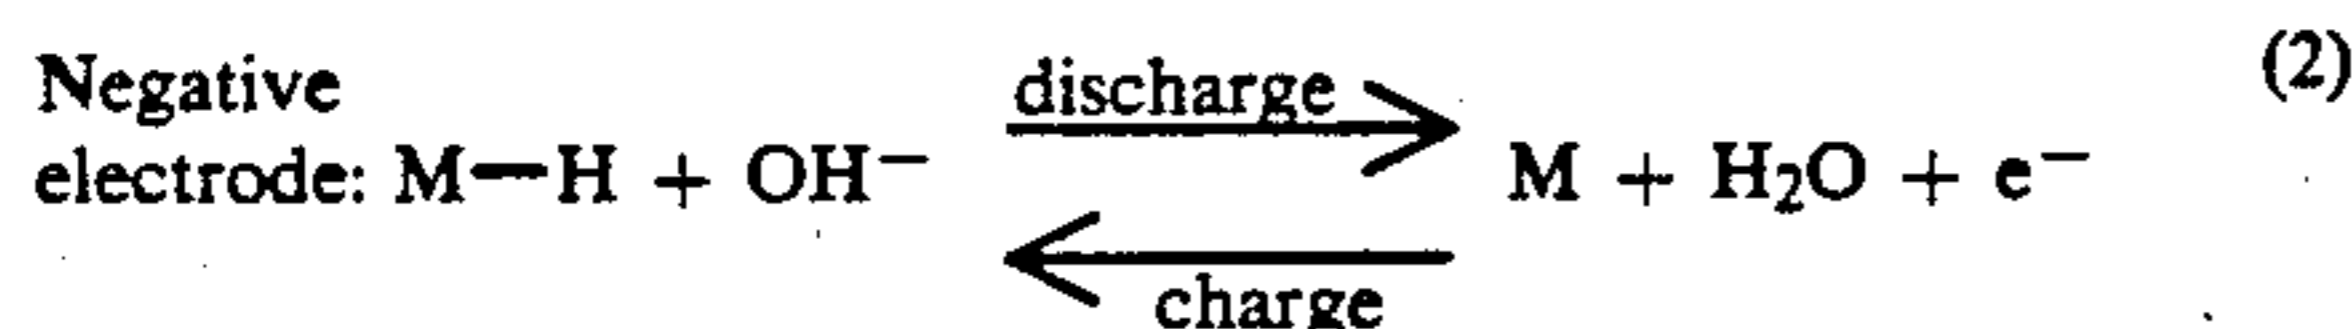 Negative (2)
discharge
electrode: M—H + OH⁻ M + H₂O + e⁻
charge